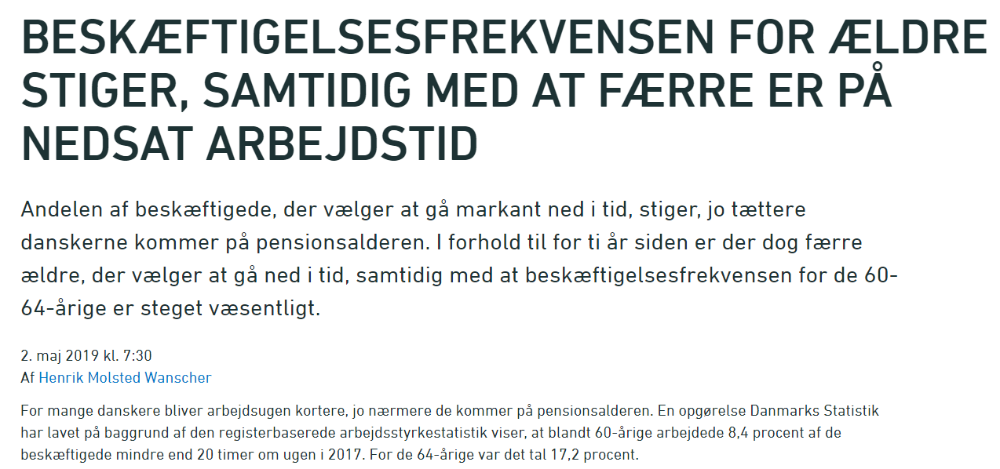 BESKÆFTIGELSESFREKVENSEN FOR ÆLDRE
STIGER, SAMTIDIG MED AT FÆRRE ER PÅ
NEDSAT ARBEJDSTID
Andelen af beskæftigede, der vælger at gå markant ned i tid, stiger, jo tættere
danskerne kommer på pensionsalderen. I forhold til for ti år siden er der dog færre
ældre, der vælger at gå ned i tid, samtidig med at beskæftigelsesfrekvensen for de 60-
64-årige er steget væsentligt.
2. maj 2019 kl. 7:30
Af Henrik Molsted Wanscher
For mange danskere bliver arbejdsugen kortere, jo nærmere de kommer på pensionsalderen. En opgørelse Danmarks Statistik
har lavet på baggrund af den registerbaserede arbejdsstyrkestatistik viser, at blandt 60-årige arbejdede 8,4 procent af de
beskæftigede mindre end 20 timer om ugen i 2017. For de 64-årige var det tal 17,2 procent.